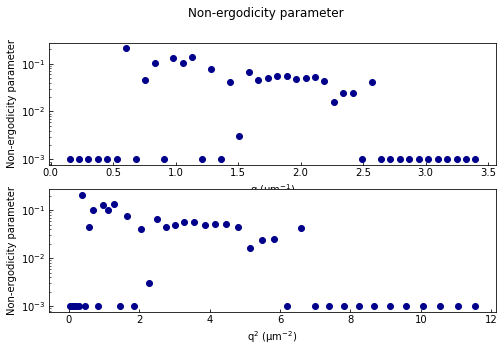 Non-ergodicity parameter
Non-ergodicity parameter
10⁻¹
10⁻²
10⁻³
0.0 0.5 1.0 1.5 2.0 2.5 3.0 3.5
q (μm⁻¹)
Non-ergodicity parameter
10⁻¹
10⁻²
10⁻³
0 2 4 6 8 10 12
q² (μm⁻²)